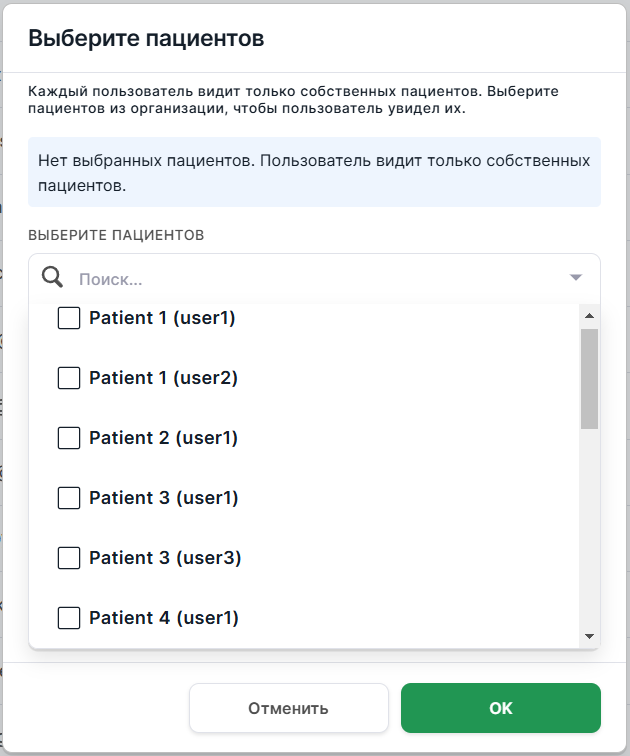 Выберите пациентов
Каждый пользователь видит только собственных пациентов. Выберите
пациентов из организации, чтобы пользователь увидел их.
Нет выбранных пациентов. Пользователь видит только собственных
пациентов.
ВЫБЕРИТЕ ПАЦИЕНТОВ
Поиск...
Patient 1 (user1)
Patient 1 (user2)
Patient 2 (user1)
Patient 3 (user1)
Patient 3 (user3)
Patient 4 (user1)
Отменить
OK